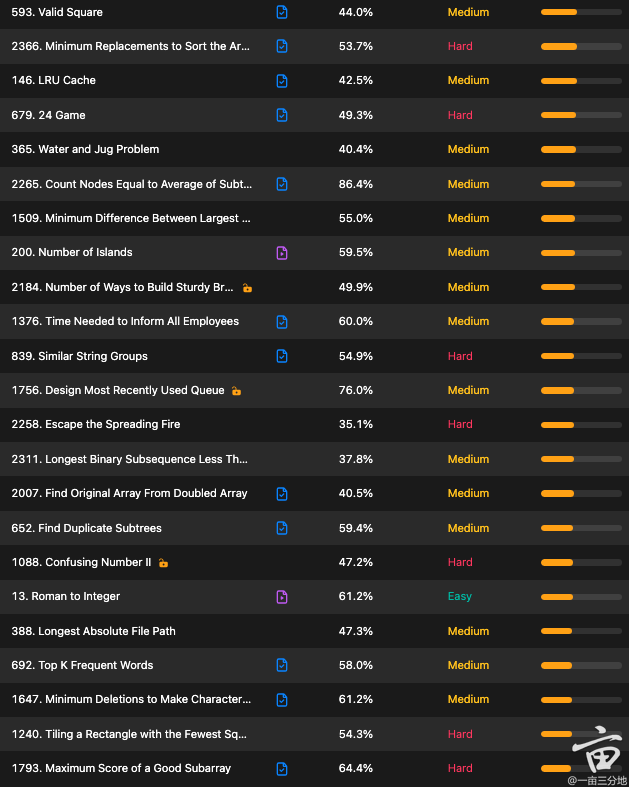 593. Valid Square 44.0% Medium
2366. Minimum Replacements to Sort the Ar... 53.7% Hard
146. LRU Cache 42.5% Medium
679. 24 Game 49.3% Hard
365. Water and Jug Problem 40.4% Medium
2265. Count Nodes Equal to Average of Subt... 86.4% Medium
1509. Minimum Difference Between Largest ... 55.0% Medium
200. Number of Islands 59.5% Medium
2184. Number of Ways to Build Sturdy Br... 49.9% Medium
1376. Time Needed to Inform All Employees 60.0% Medium
839. Similar String Groups 54.9% Hard
1756. Design Most Recently Used Queue 76.0% Medium
2258. Escape the Spreading Fire 35.1% Hard
2311. Longest Binary Subsequence Less Th... 37.8% Medium
2007. Find Original Array From Doubled Array 40.5% Medium
652. Find Duplicate Subtrees 59.4% Medium
1088. Confusing Number II 47.2% Hard
13. Roman to Integer 61.2% Easy
388. Longest Absolute File Path 47.3% Medium
692. Top K Frequent Words 58.0% Medium
1647. Minimum Deletions to Make Character... 61.2% Medium
1240. Tiling a Rectangle with the Fewest Sq... 54.3% Hard
1793. Maximum Score of a Good Subarray 64.4% Hard
亩
@一亩三分地